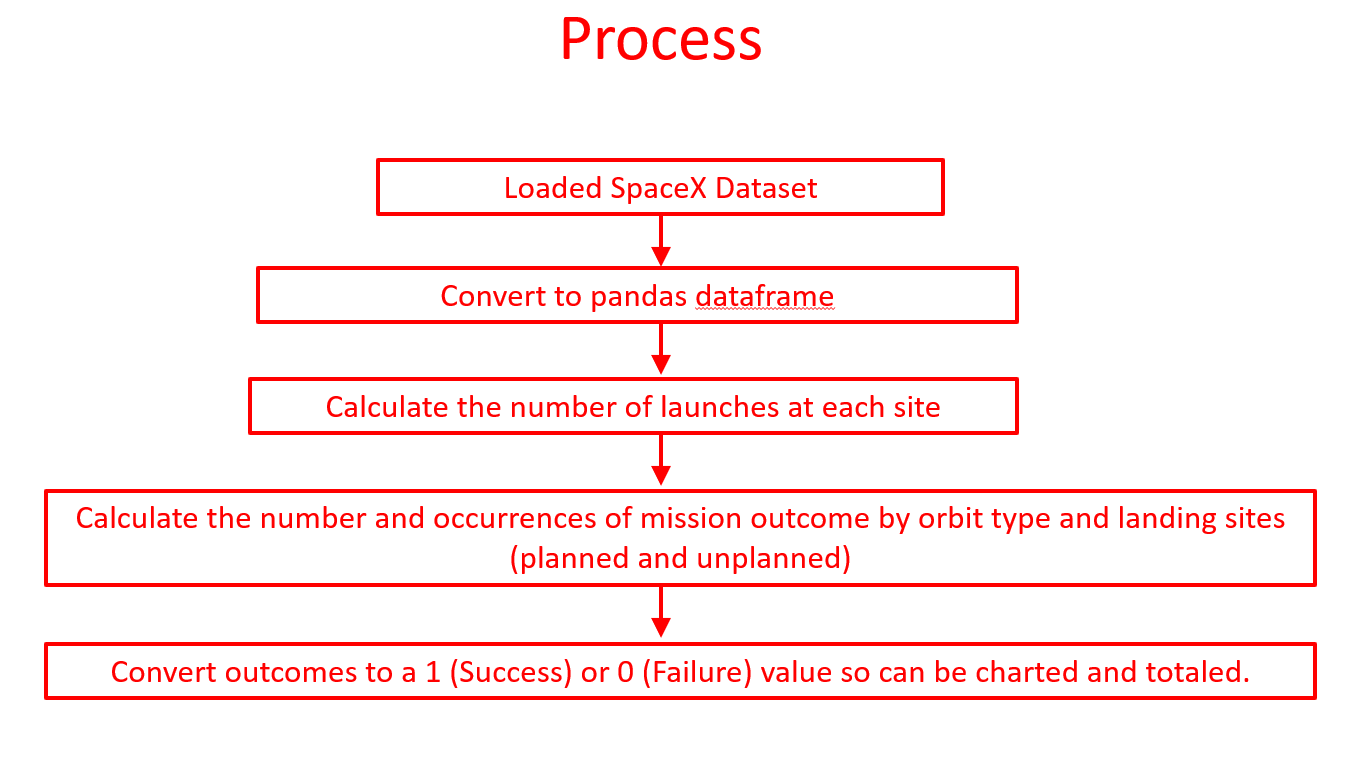 Process
Loaded SpaceX Dataset
Convert to pandas dataframe
Calculate the number of launches at each site
Calculate the number and occurrences of mission outcome by orbit type and landing sites
(planned and unplanned)
Convert outcomes to a 1 (Success) or 0 (Failure) value so can be charted and totaled.